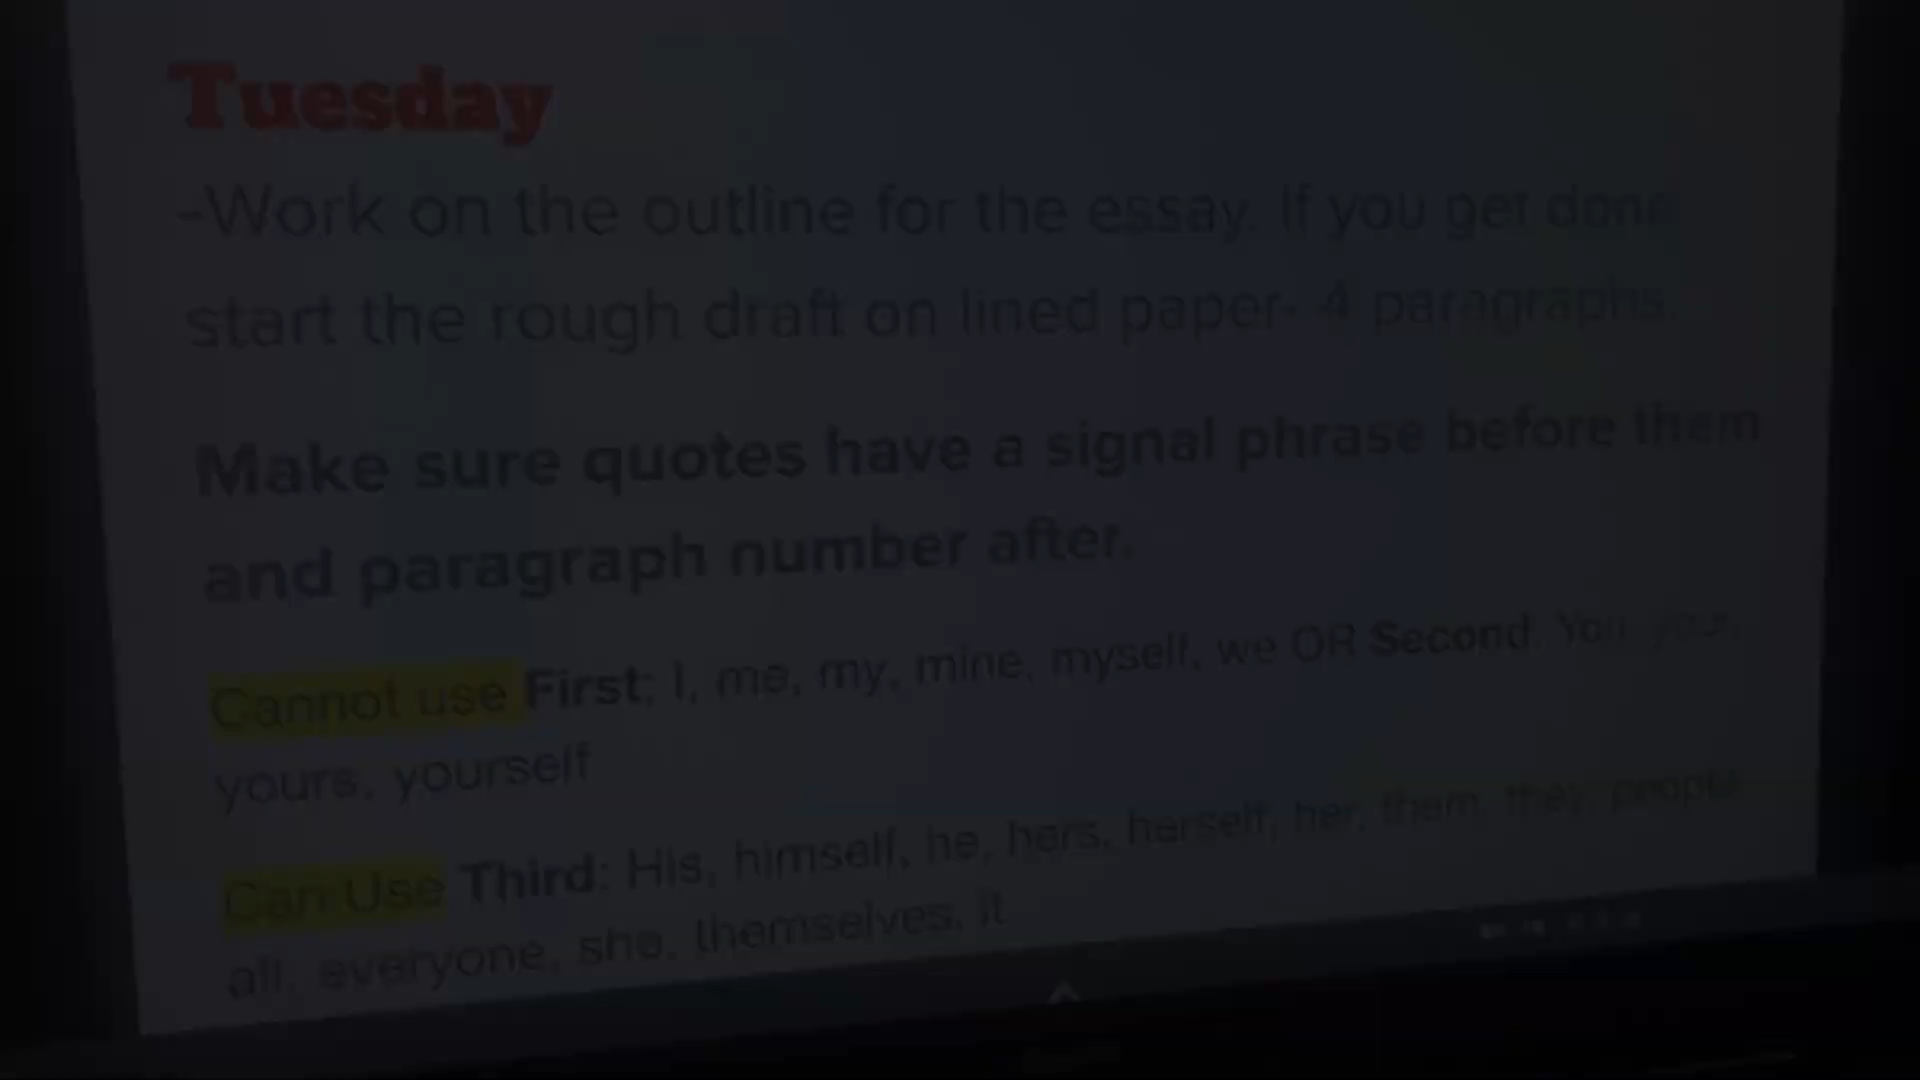 Tuesday
-Work on the outline for the essay. If you get done
start the rough draft on lined paper- 4 paragraphs.
Make sure quotes have a signal phrase before them
and paragraph number after.
Cannot use First; I, me, my, mine, myself, we OR Second: You, your,
yours, yourself
Can Use Third: His, himself, he, hers, herself, her, them, they, people
all, everyone, she, themselves, it